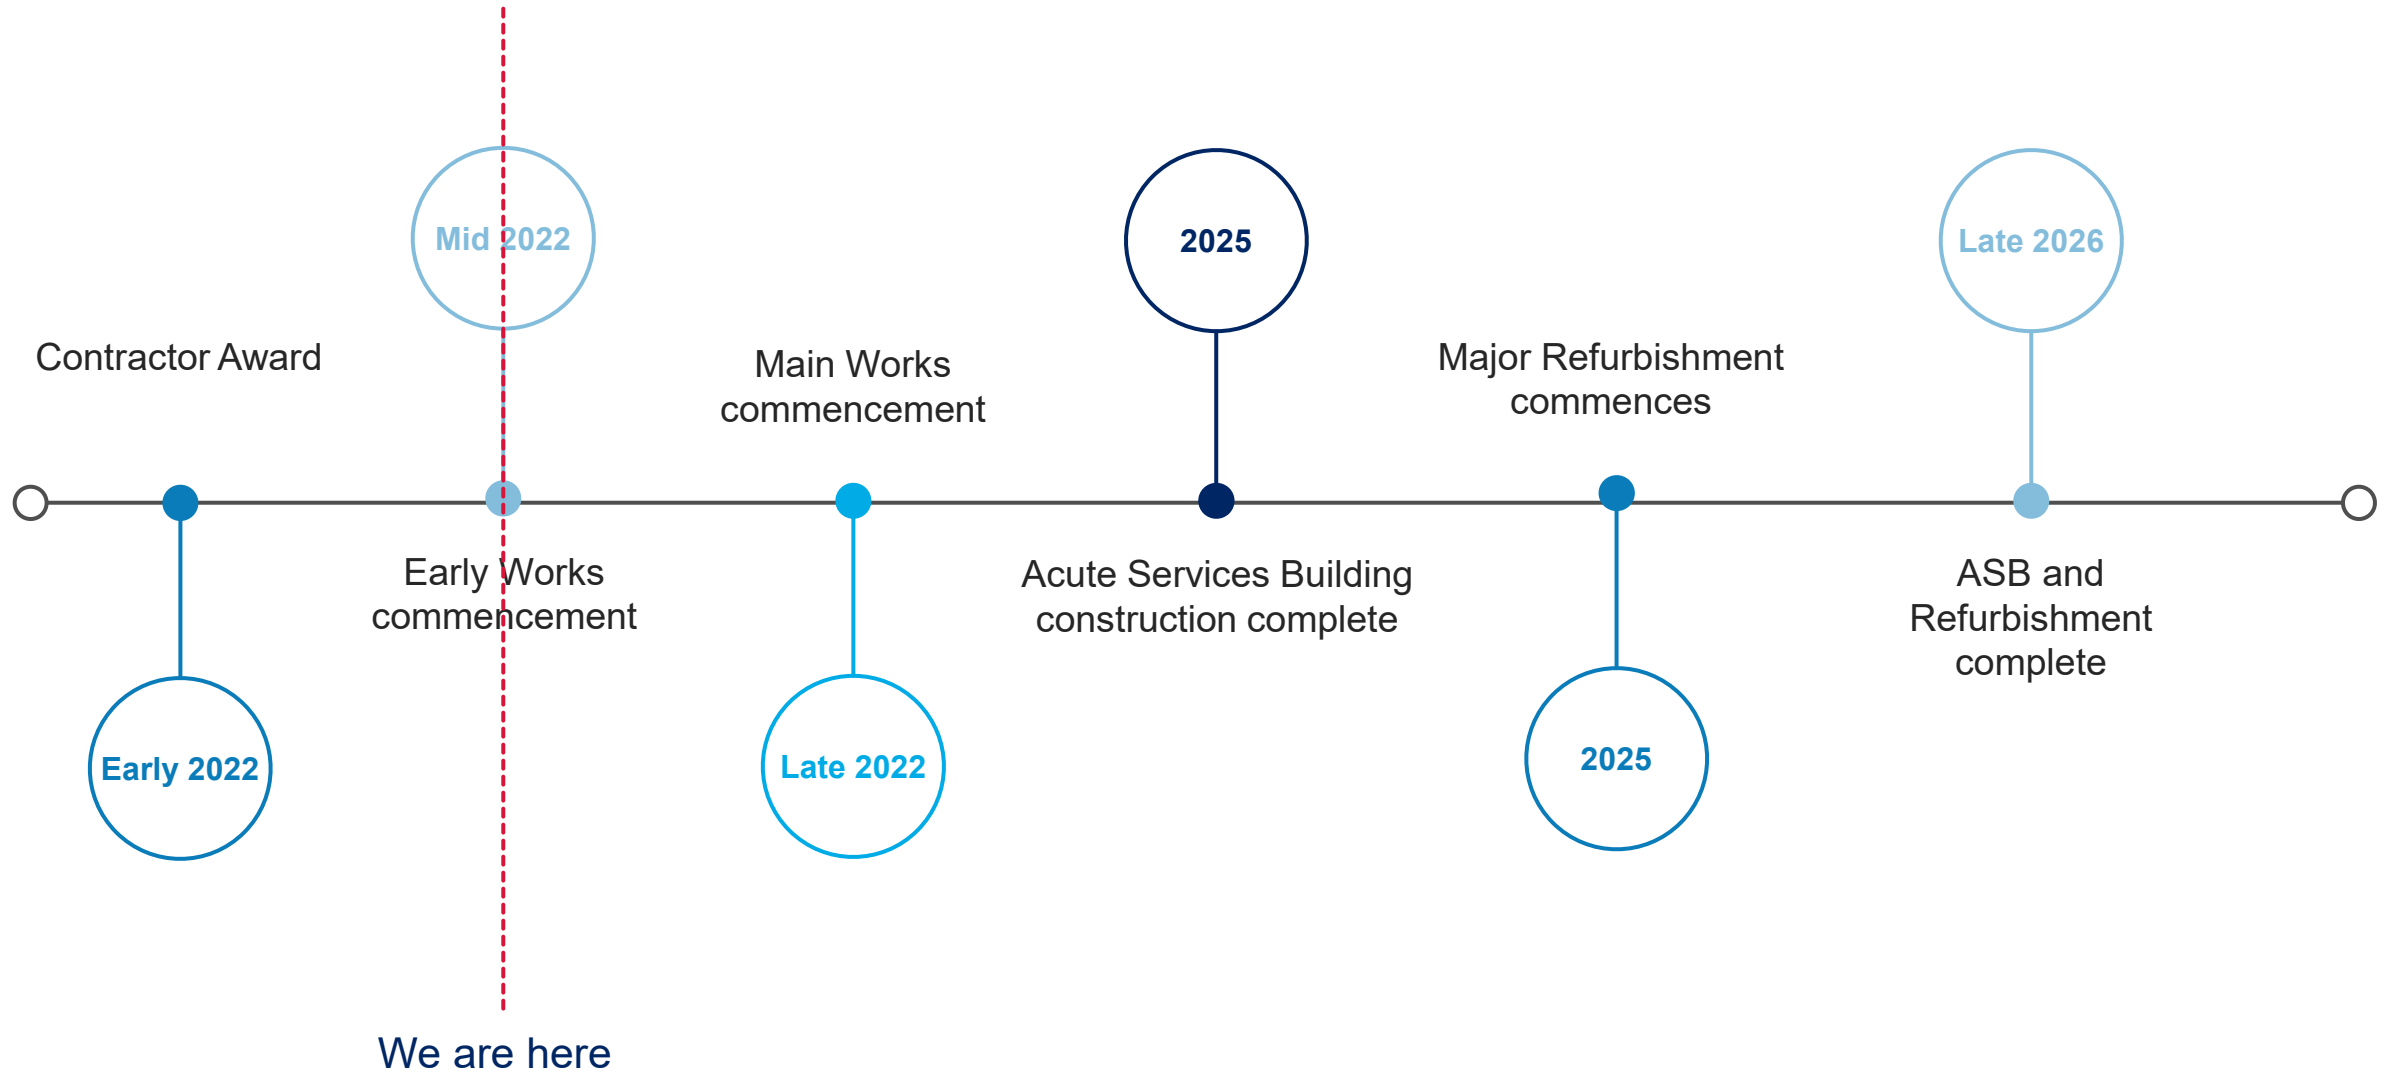 Contractor Award
Early 2022
Mid 2022
Early Works
commencement
Main Works
commencement
Late 2022
2025
Acute Services Building
construction complete
Major Refurbishment
commences
2025
Late 2026
ASB and
Refurbishment
complete
We are here